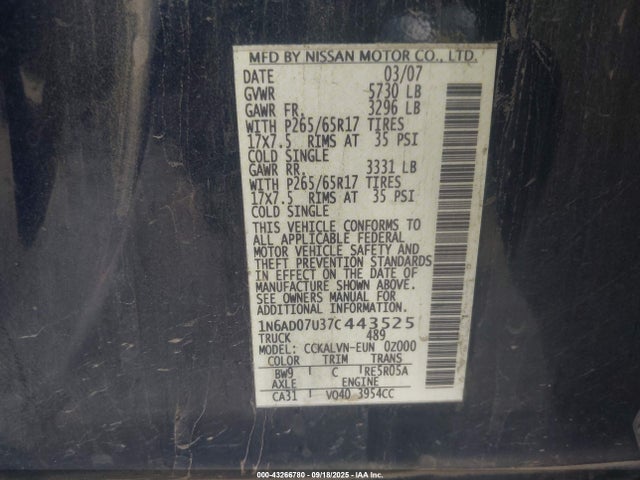 MFD BY NISSAN MOTOR CO., LTD.
DATE 03/07
GVWR 5730 LB
GAWR FR. 3296 LB
WITH P265/65R17 TIRES
17x7.5 RIMS AT 35 PSI
COLD SINGLE
GAWR RR. 3331 LB
WITH P265/65R17 TIRES
17x7.5 RIMS AT 35 PSI
COLD SINGLE
THIS VEHICLE CONFORMS TO
ALL APPLICABLE FEDERAL
MOTOR VEHICLE SAFETY AND
THEFT PREVENTION STANDARDS
IN EFFECT ON THE DATE OF
MANUFACTURE SHOWN ABOVE.
SEE OWNERS MANUAL FOR
ADDITIONAL INFORMATION.
1N6AD07U37C443525
TRUCK 489
MODEL: CCKALVN-EUN 0Z000
COLOR TRIM TRANS
BW9 C RE5R05A
AXLE ENGINE
CA31 VQ40 3954CC
000-43266780 - 09/18/2025 - IAA Inc.